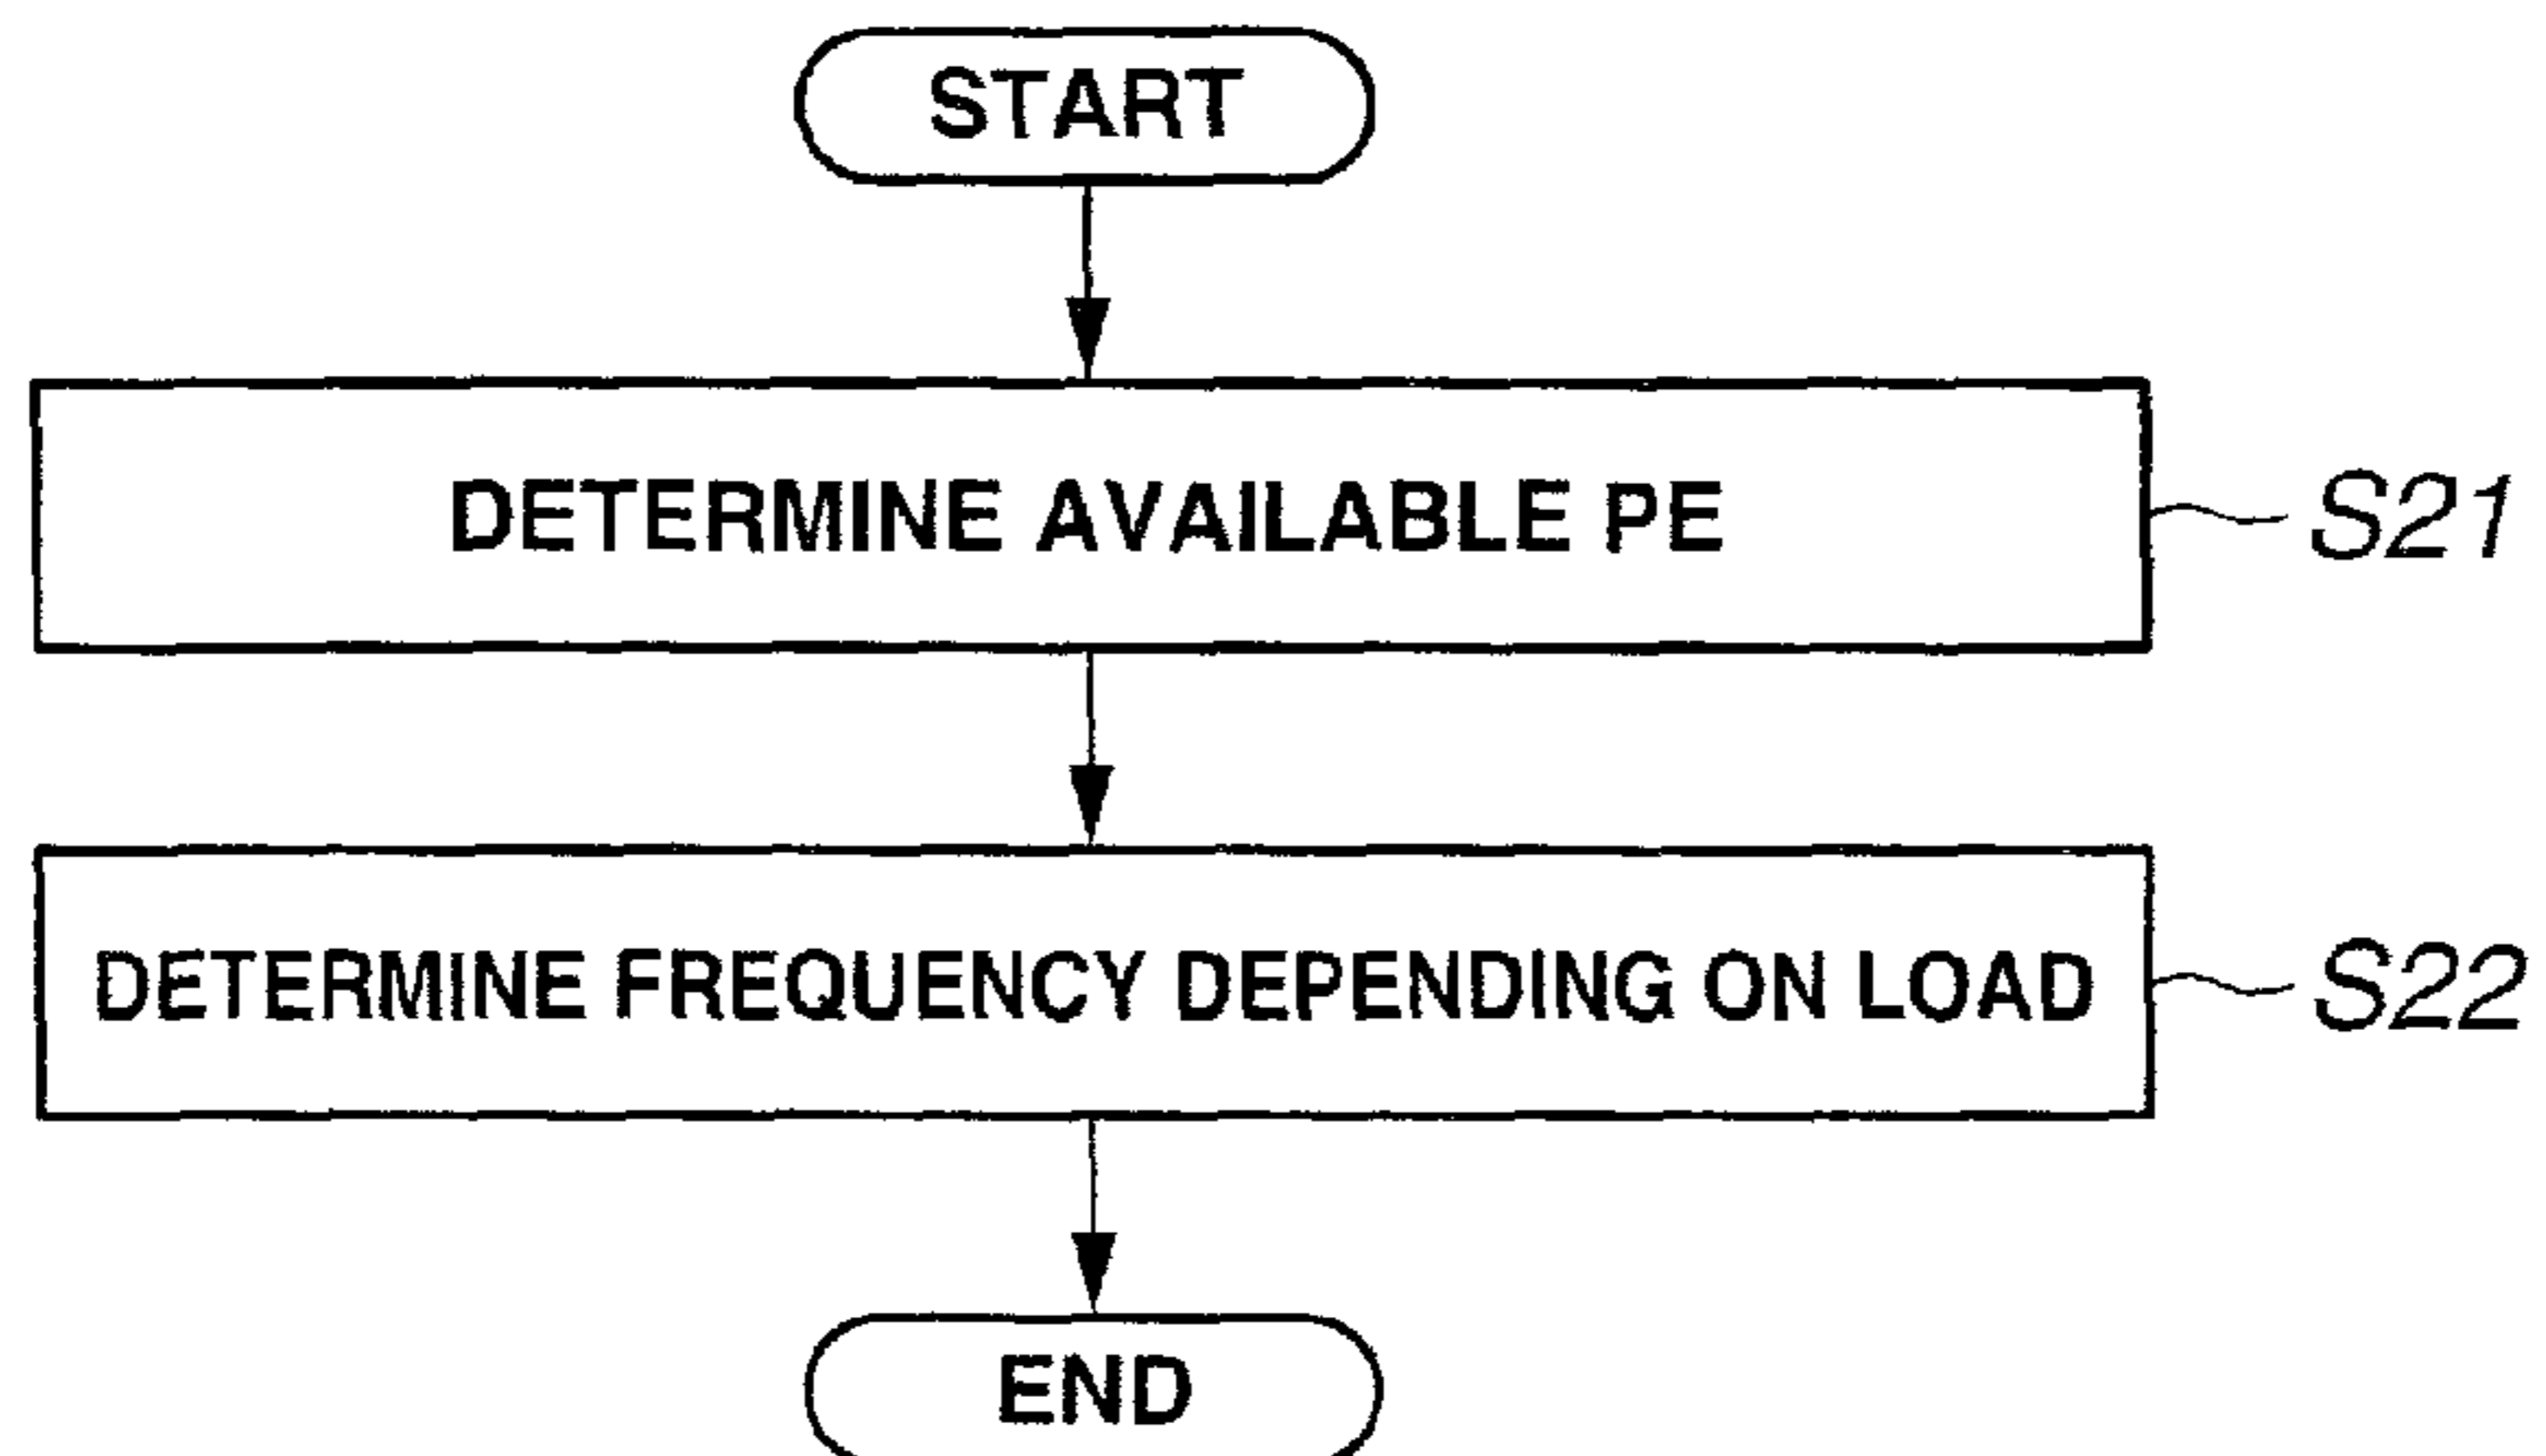 START
DETERMINE AVAILABLE PE
S21
DETERMINE FREQUENCY DEPENDING ON LOAD
S22
END